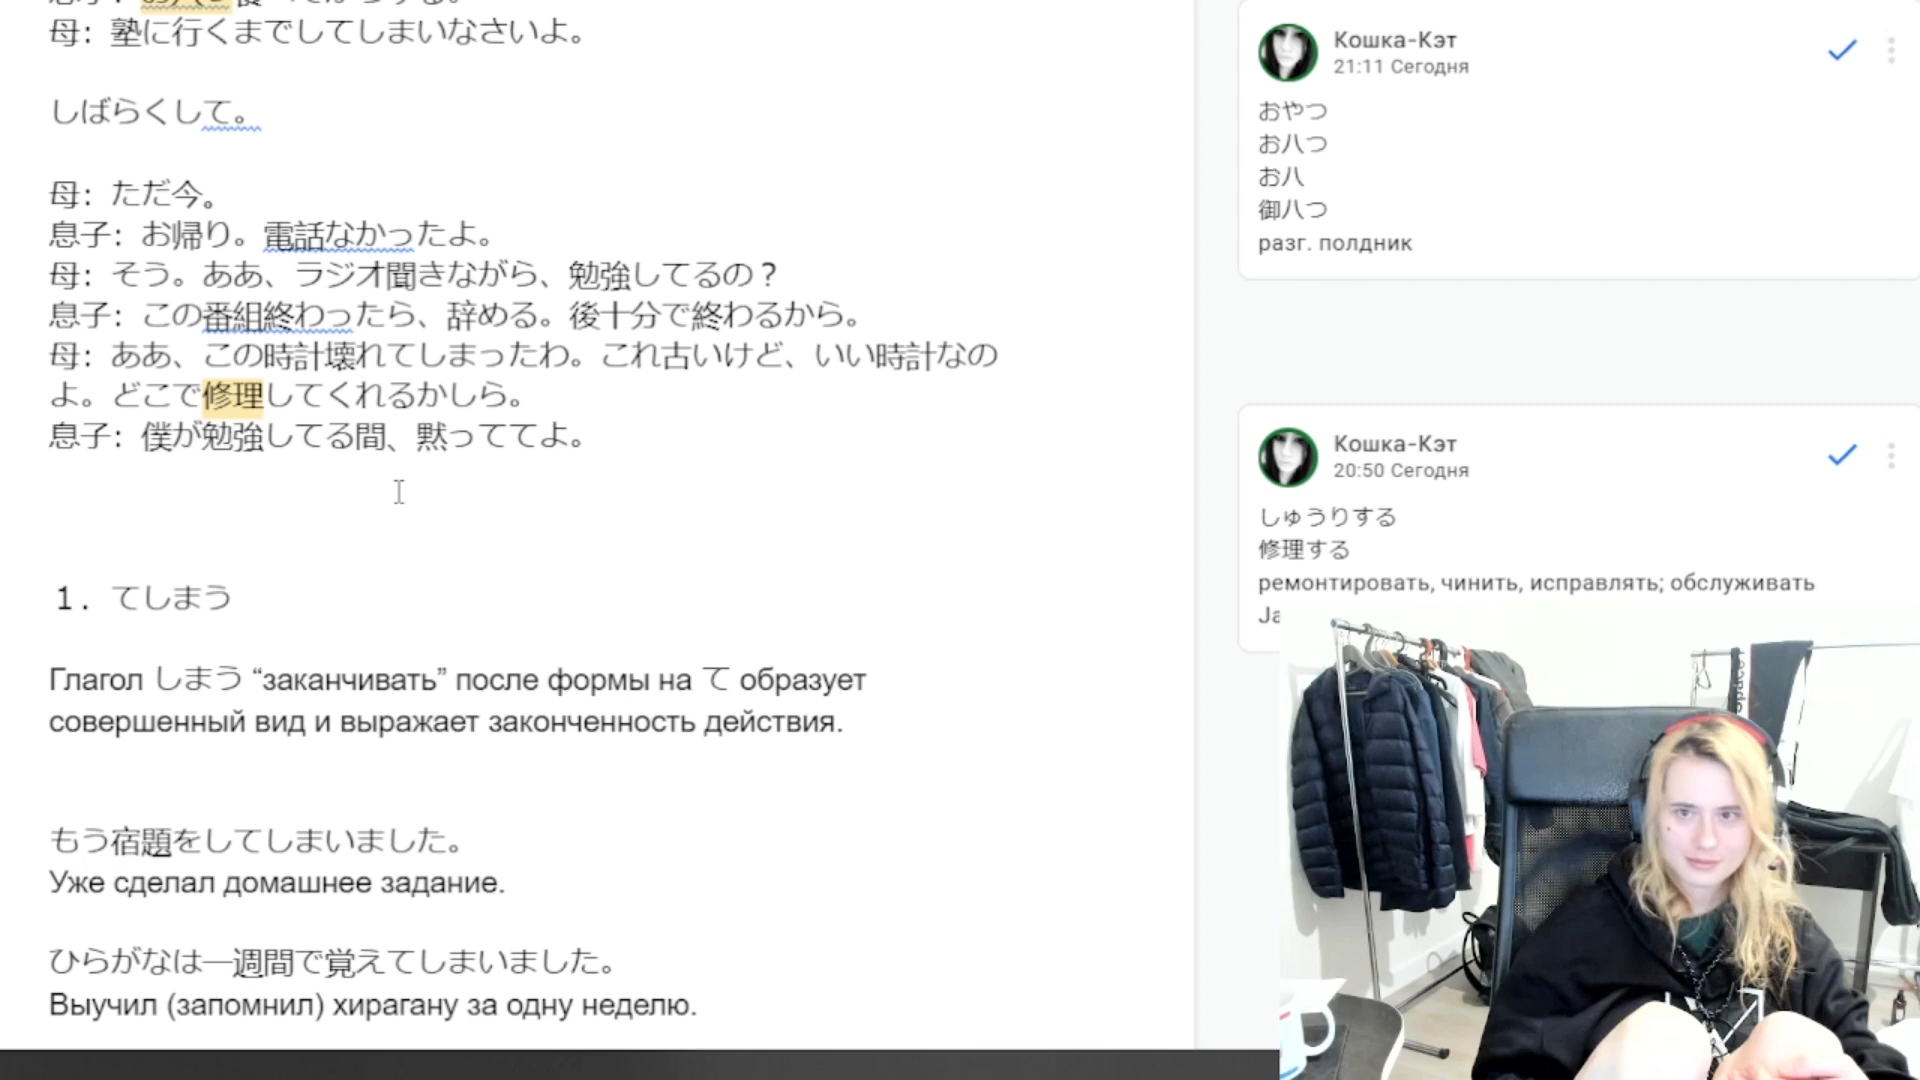 母: 塾に行くまでしてしまいなさいよ。
しばらくして。
母: ただ今。
息子: お帰り。電話なかったよ。
母: そう。ああ、ラジオ聞きながら、勉強してるの？
息子: この番組終わったら、辞める。後十分で終わるから。
母: ああ、この時計壊れてしまったわ。これ古いけど、いい時計なの
よ。どこで修理してくれるかしら。
息子: 僕が勉強してる間、黙っててよ。
１．てしまう
Глагол しまう “заканчивать” после формы на て образует
совершенный вид и выражает законченность действия.
もう宿題をしてしまいました。
Уже сделал домашнее задание.
ひらがなは一週間で覚えてしまいました。
Выучил (запомнил) хирагану за одну неделю.
Кошка-Кэт
21:11 Сегодня
おやつ
お八つ
お八
御八つ
разг. полдник
Кошка-Кэт
20:50 Сегодня
しゅうりする
修理する
ремонтировать, чинить, исправлять; обслуживать